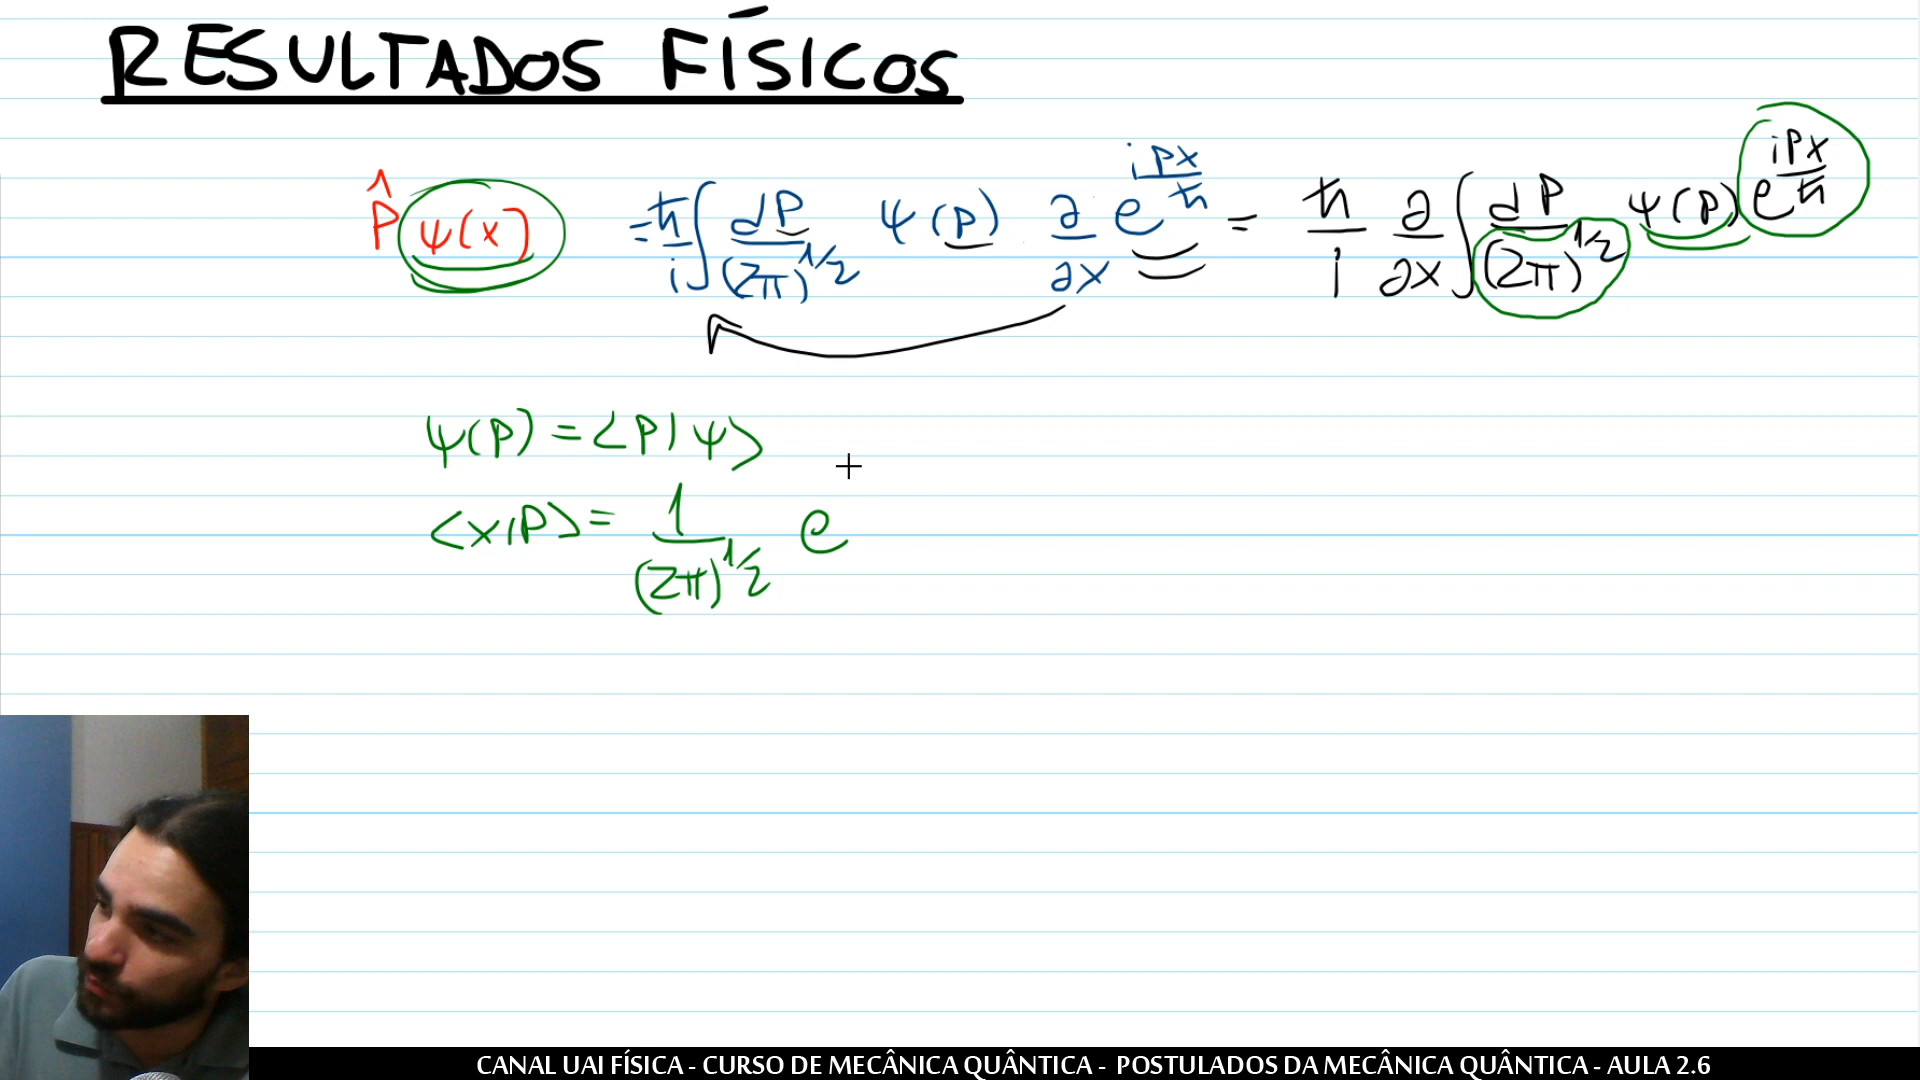 RESULTADOS FÍSICOS
P̂ ψ(x) = ħ/i ∫ dP/(2π)^1/2 ψ(p) ∂/∂x e^(ipx/ħ) = ħ/i ∂/∂x ∫ dP/(2π)^1/2 ψ(p) e^(iPx/ħ)
ψ(P) = <P|ψ>
<x|P> = 1/(2π)^1/2 e
CANAL UAI FÍSICA - CURSO DE MECÂNICA QUÂNTICA - POSTULADOS DA MECÂNICA QUÂNTICA - AULA 2.6